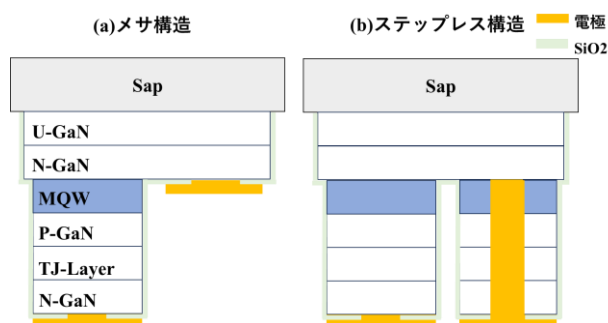 (a)メサ構造
(b)ステップレス構造
電極
SiO2
Sap
Sap
U-GaN
N-GaN
MQW
P-GaN
TJ-Layer
N-GaN